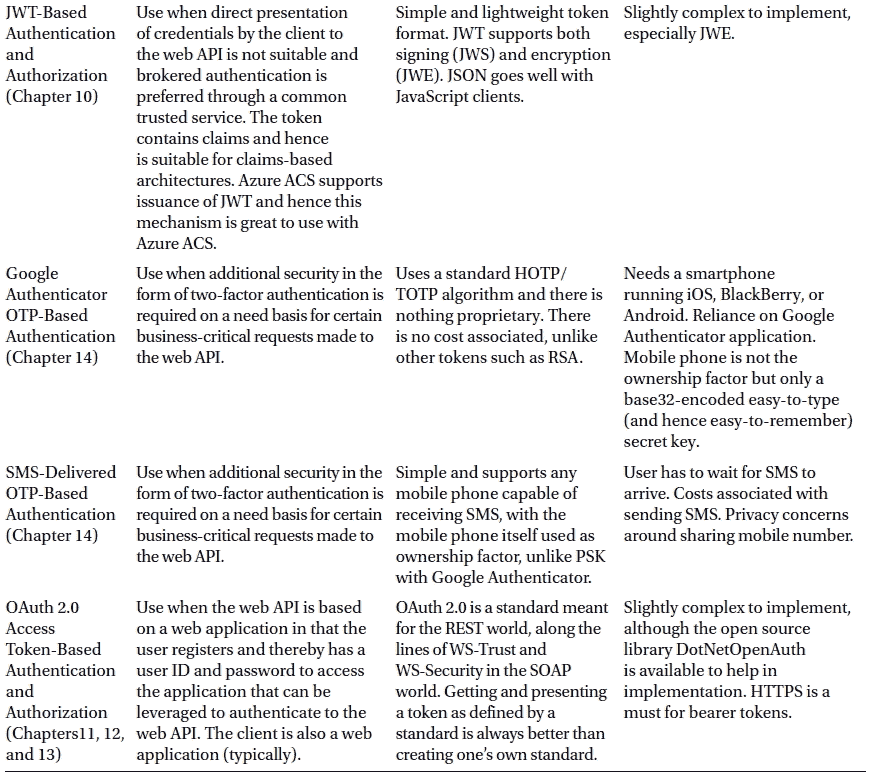 JWT-Based
Authentication
and
Authorization
(Chapter 10)
Use when direct presentation
of credentials by the client to
the web API is not suitable and
brokered authentication is
preferred through a common
trusted service. The token
contains claims and hence
is suitable for claims-based
architectures. Azure ACS supports
issuance of JWT and hence this
mechanism is great to use with
Azure ACS.
Simple and lightweight token
format. JWT supports both
signing (JWS) and encryption
(JWE). JSON goes well with
JavaScript clients.
Slightly complex to implement,
especially JWE.
Google
Authenticator
OTP-Based
Authentication
(Chapter 14)
Use when additional security in the
form of two-factor authentication is
required on a need basis for certain
business-critical requests made to
the web API.
Uses a standard HOTP/
TOTP algorithm and there is
nothing proprietary. There
is no cost associated, unlike
other tokens such as RSA.
Needs a smartphone
running iOS, BlackBerry, or
Android. Reliance on Google
Authenticator application.
Mobile phone is not the
ownership factor but only a
base32-encoded easy-to-type
(and hence easy-to-remember)
secret key.
SMS-Delivered
OTP-Based
Authentication
(Chapter 14)
Use when additional security in the
form of two-factor authentication is
required on a need basis for certain
business-critical requests made to
the web API.
Simple and supports any
mobile phone capable of
receiving SMS, with the
mobile phone itself used as
ownership factor, unlike PSK
with Google Authenticator.
User has to wait for SMS to
arrive. Costs associated with
sending SMS. Privacy concerns
around sharing mobile number.
OAuth 2.0
Access
Token-Based
Authentication
and
Authorization
(Chapters11, 12,
and 13)
Use when the web API is based
on a web application in that the
user registers and thereby has a
user ID and password to access
the application that can be
leveraged to authenticate to the
web API. The client is also a web
application (typically).
OAuth 2.0 is a standard meant
for the REST world, along the
lines of WS-Trust and
WS-Security in the SOAP
world. Getting and presenting
a token as defined by a
standard is always better than
creating one's own standard.
Slightly complex to implement,
although the open source
library DotNetOpenAuth
is available to help in
implementation. HTTPS is a
must for bearer tokens.